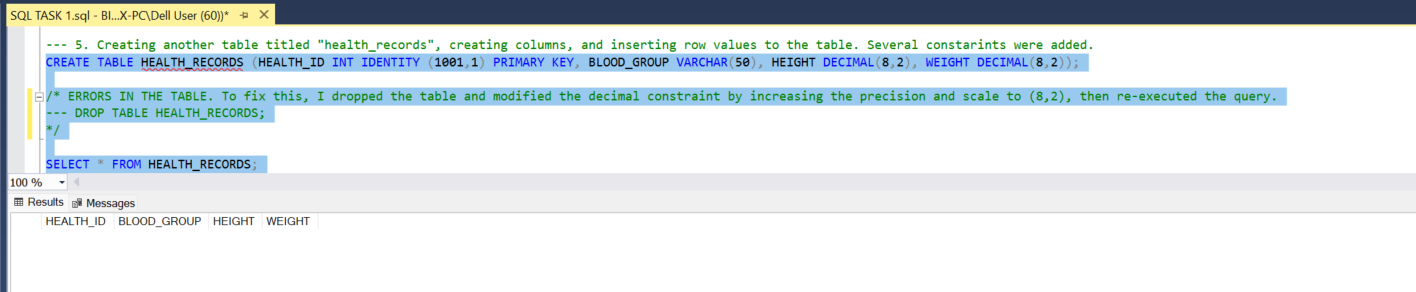 SQL TASK 1.sql - BI...X-PC\Dell User (60))*
--- 5. Creating another table titled "health_records", creating columns, and inserting row values to the table. Several constarints were added.
CREATE TABLE HEALTH_RECORDS (HEALTH_ID INT IDENTITY (1001,1) PRIMARY KEY, BLOOD_GROUP VARCHAR(50), HEIGHT DECIMAL(8,2), WEIGHT DECIMAL(8,2));
/* ERRORS IN THE TABLE. To fix this, I dropped the table and modified the decimal constraint by increasing the precision and scale to (8,2), then re-executed the query.
--- DROP TABLE HEALTH_RECORDS;
*/
SELECT * FROM HEALTH_RECORDS;
100 %
Results Messages
HEALTH_ID BLOOD_GROUP HEIGHT WEIGHT